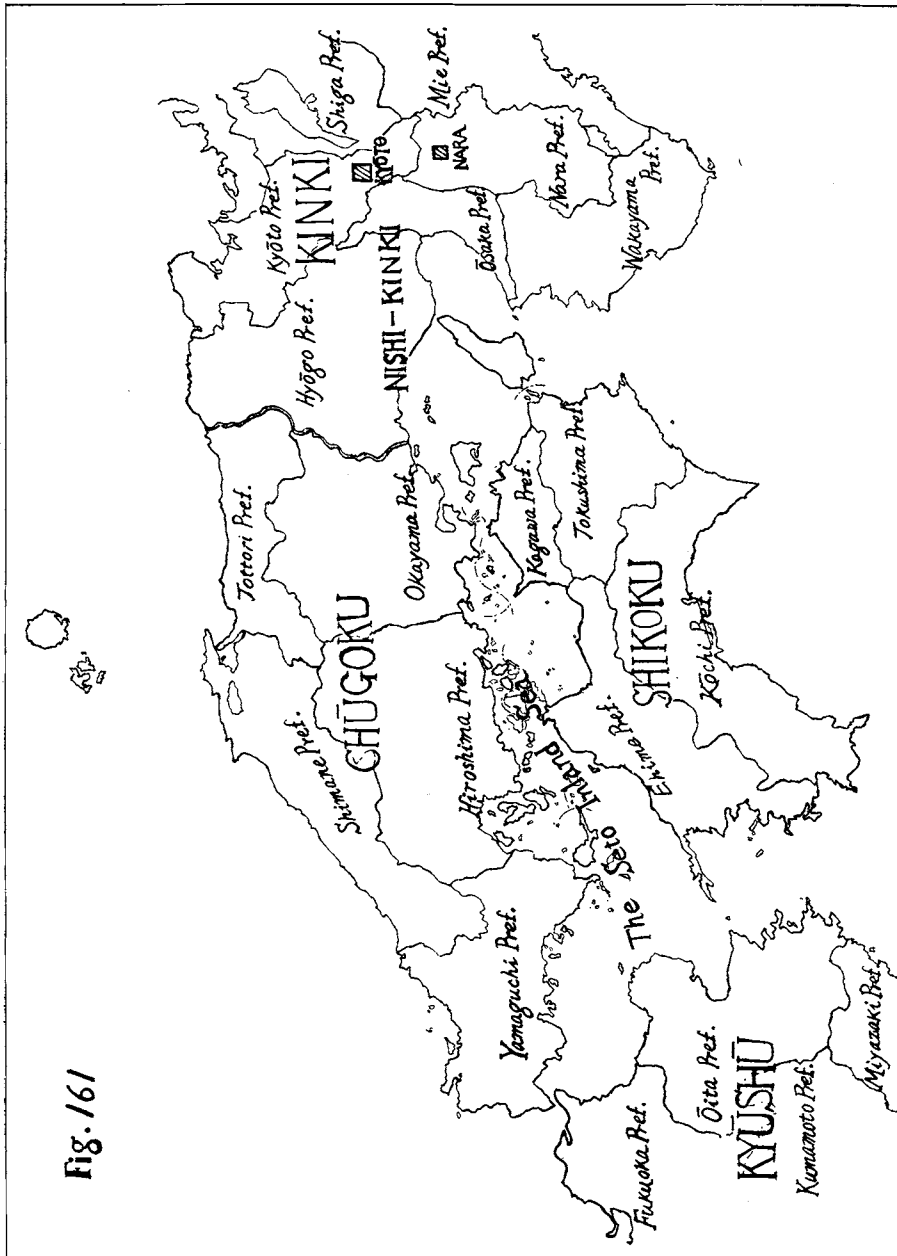 Fig. 161
Shiga Pref.
Mie Pref.
Kyōto Pref.
KINKI
KYŌTO
NARA
Nara Pref.
Wakayama
Pref.
Ōsaka Pref.
Hyōgo Pref.
NISHI-KINKI
Tottori Pref.
Okayama Pref.
Kagawa Pref.
Tokushima Pref.
CHŪGOKU
SHIKOKU
Kōchi Pref.
Shimane Pref.
Hiroshima Pref.
The Seto Inland Sea
Ehime Pref.
Yamaguchi Pref.
Fukuoka Pref.
Ōita Pref.
KYŪSHŪ
Kumamoto Pref.
Miyazaki Pref.